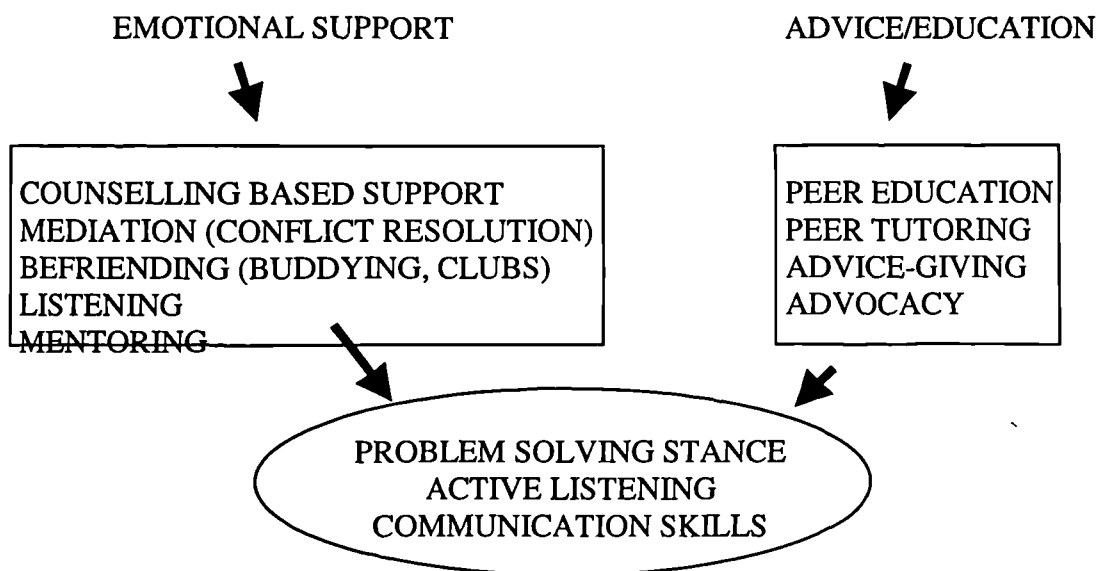 EMOTIONAL SUPPORT
ADVICE/EDUCATION
COUNSELLING BASED SUPPORT
MEDIATION (CONFLICT RESOLUTION)
BEFRIENDING (BUDDYING, CLUBS)
LISTENING
MENTORING
PEER EDUCATION
PEER TUTORING
ADVICE-GIVING
ADVOCACY
PROBLEM SOLVING STANCE
ACTIVE LISTENING
COMMUNICATION SKILLS